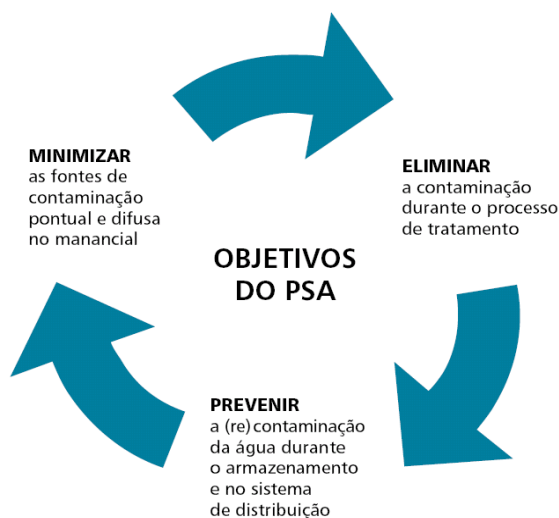 MINIMIZAR
as fontes de
contaminação
pontual e difusa
no manancial
ELIMINAR
a contaminação
durante o processo
de tratamento
OBJETIVOS
DO PSA
PREVENIR
a (re)contaminação
da água durante
o armazenamento
e no sistema
de distribuição